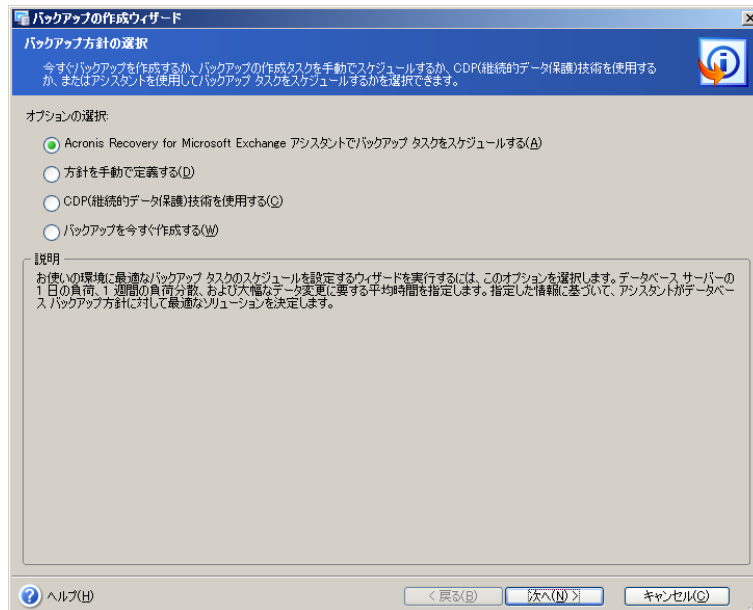 バックアップの作成ウィザード
バックアップ方針の選択
今すぐバックアップを作成するか、バックアップの作成タスクを手動でスケジュールするか、CDP(継続的データ保護)技術を使用する
か、またはアシスタントを使用してバックアップ タスクをスケジュールするかを選択できます。
オプションの選択:
Acronis Recovery for Microsoft Exchange アシスタントでバックアップ タスクをスケジュールする(A)
方針を手動で定義する(D)
CDP(継続的データ保護)技術を使用する(C)
バックアップを今すぐ作成する(W)
説明
お使いの環境に最適なバックアップ タスクのスケジュールを設定するウィザードを実行するには、このオプションを選択します。データベース サーバーの
1 日の負荷、1 週間の負荷分散、および大幅なデータ変更に要する平均時間を指定します。指定した情報に基づいて、アシスタントがデータベー
ス バックアップ方針に対して最適なソリューションを決定します。
ヘルプ(H)
< 戻る(B)
次へ(N) >
キャンセル(C)